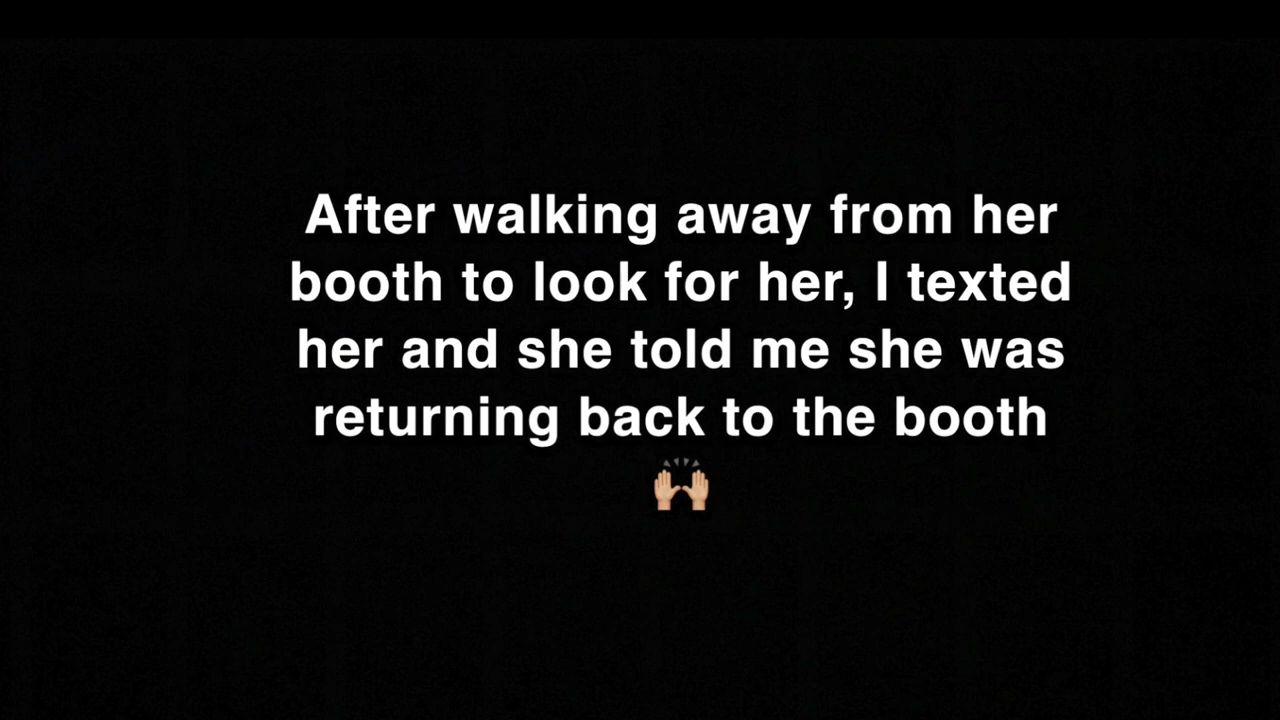 After walking away from her
booth to look for her, I texted
her and she told me she was
returning back to the booth
🙌🏼